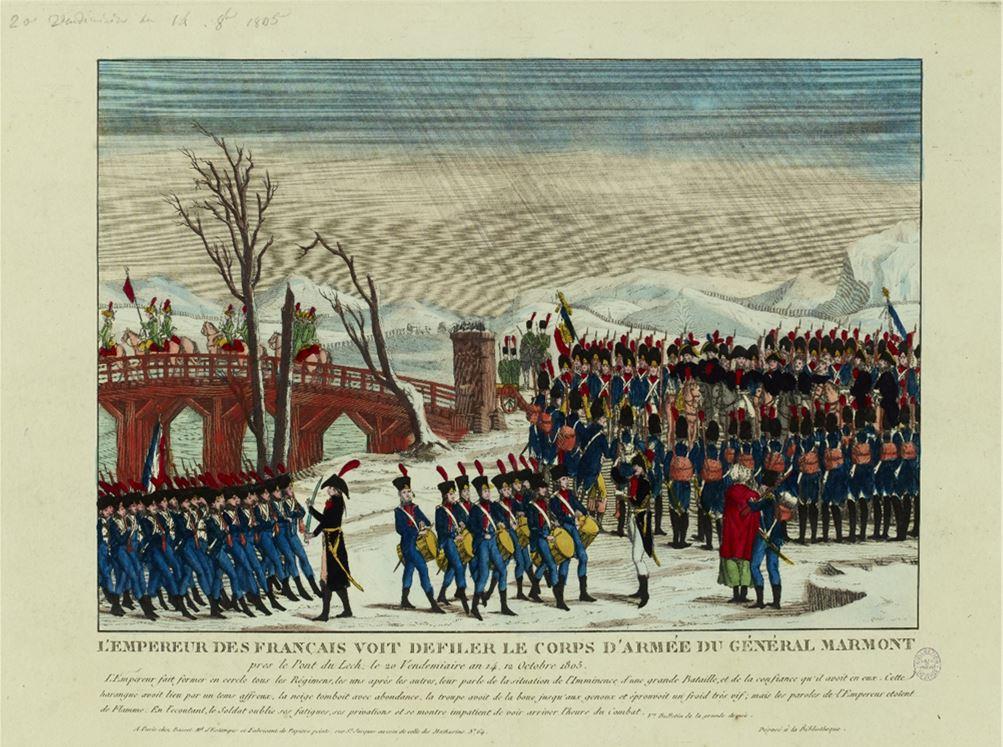 20 Vendemiaire an 14. 8bre 1805
L'EMPEREUR DES FRANÇAIS VOIT DEFILER LE CORPS D'ARMÉE DU GÉNÉRAL MARMONT
pres le Pont du Lech, le 20 Vendemiaire an 14, 12 Octobre 1805.
L'Empereur fait former en cercle tous les Régimens, les uns après les autres, leur parle de la situation de l'Imminence d'une grande Bataille, et de la confiance qu'il avoit en eux. Cette
harangue avoit lieu par un tems affreux, la neige tomboit avec abondance, la troupe avoit de la boue jusqu'aux genoux et éprouvoit un froid très vif; mais les paroles de l'Empereur etoient
de Flamme. En l'ecoutant, le Soldat oublie ses fatigues, ses privations et se montre impatient de voir arriver l'heure du Combat. Bulletin de la grande Armée.
A Paris chez Basset Md. d'Estampes et Fabricant de Papiers peints, rue St. Jacques au coin de celle des Mathurins No. 64.
Déposé à la Bibliotheque.